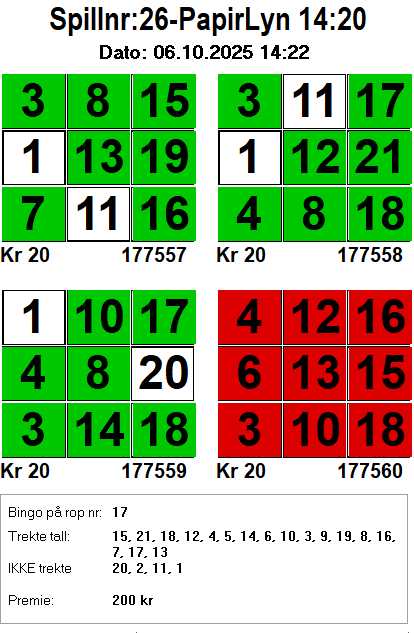 Spillnr:26-PapirLyn 14:20
Dato: 06.10.2025 14:22
3 8 15
1 13 19
7 11 16
Kr 20 177557
3 11 17
1 12 21
4 8 18
Kr 20 177558
1 10 17
4 8 20
3 14 18
Kr 20 177559
4 12 16
6 13 15
3 10 18
Kr 20 177560
Bingo på rop nr: 17
Trekte tall: 15, 21, 18, 12, 4, 5, 14, 6, 10, 3, 9, 19, 8, 16,
7, 17, 13
IKKE trekte 20, 2, 11, 1
Premie: 200 kr